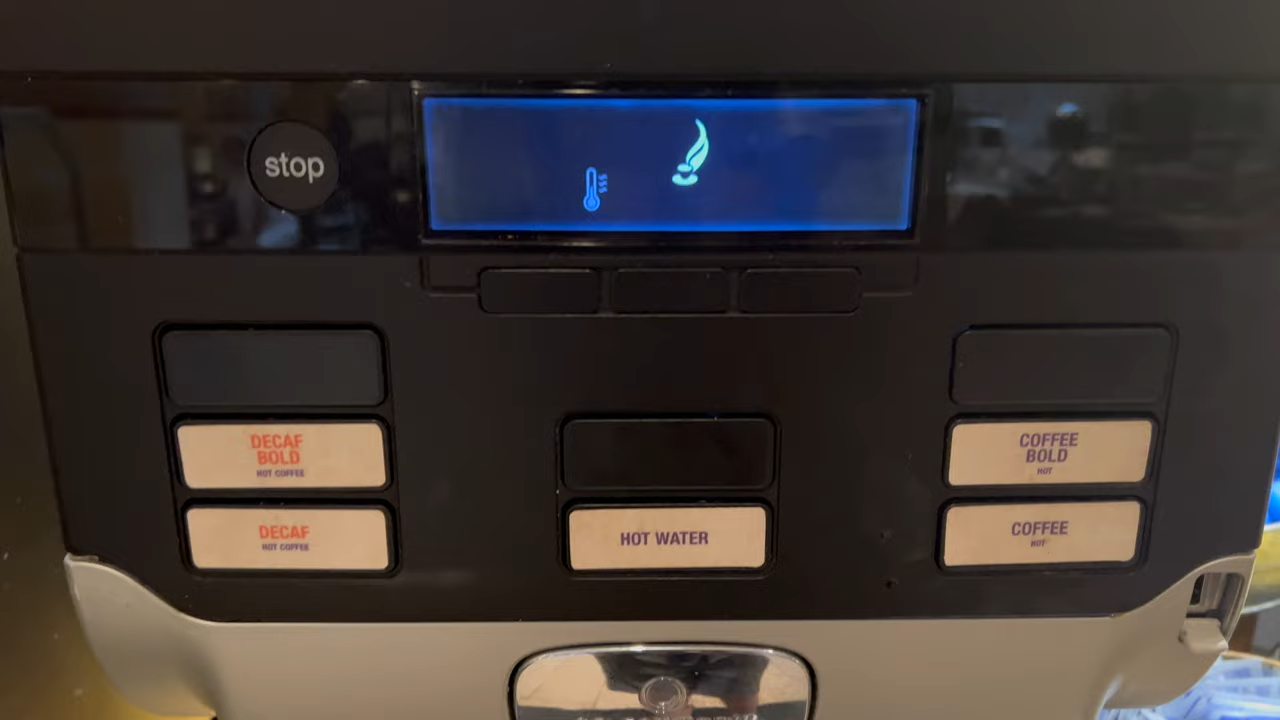 stop
DECAF
BOLD
HOT COFFEE
COFFEE
BOLD
HOT
DECAF
HOT COFFEE
HOT WATER
COFFEE
HOT